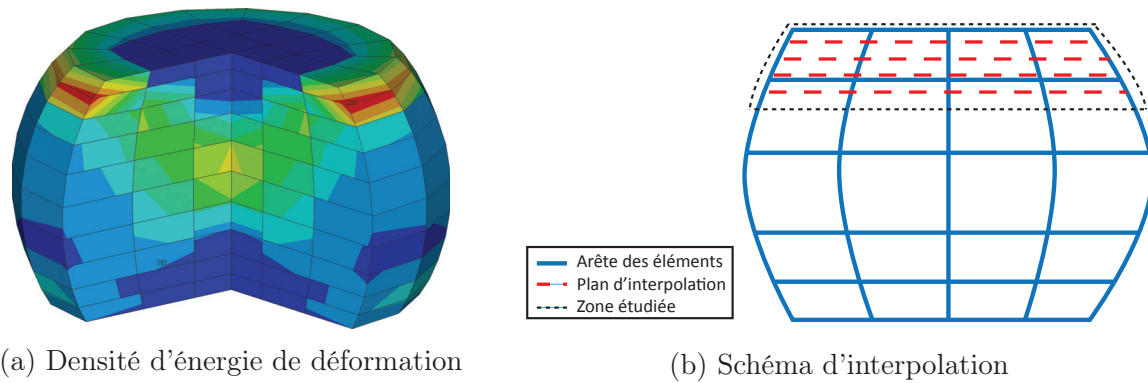 Arête des éléments
Plan d'interpolation
Zone étudiée
(a) Densité d'énergie de déformation
(b) Schéma d'interpolation